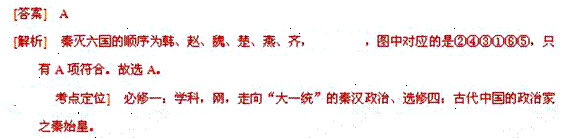 [答案] A
[解析] 秦灭六国的顺序为韩、赵、魏、楚、燕、齐， ，图中对应的是②④③①⑥⑤，只
有A项符合。故选A。
考点定位] 必修一：学科，网，走向“大一统”的秦汉政治、选修四：古代中国的政治家
之秦始皇。